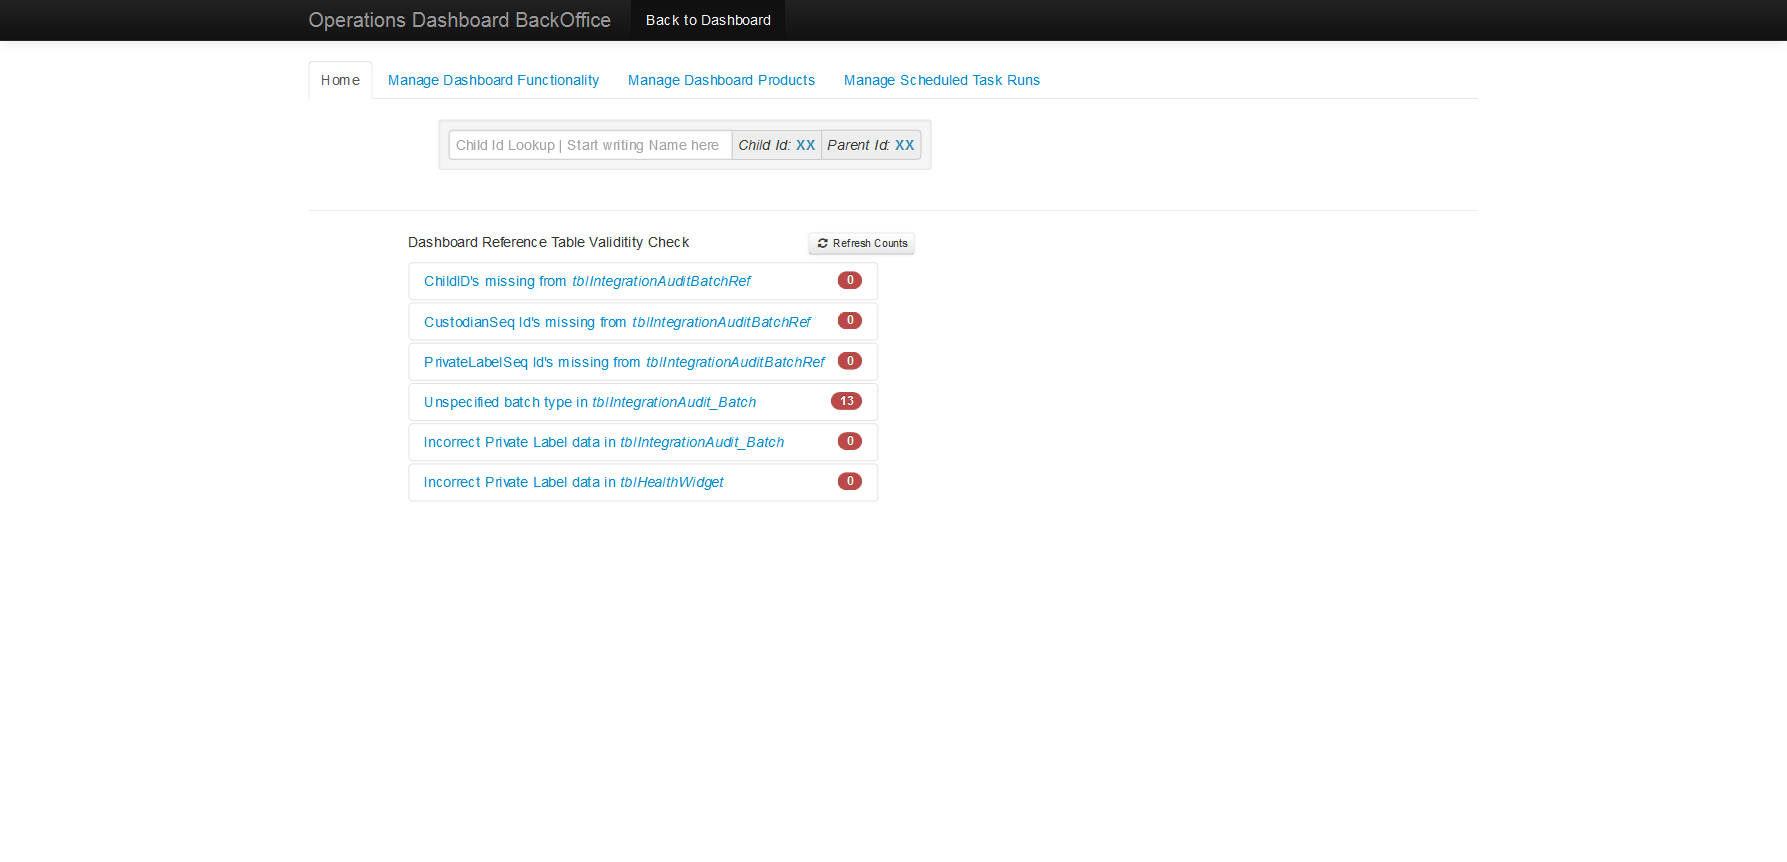 Operations Dashboard BackOffice Back to Dashboard
Home Manage Dashboard Functionality Manage Dashboard Products Manage Scheduled Task Runs
Child Id Lookup | Start writing Name here Child Id: XX Parent Id: XX
Dashboard Reference Table Validitity Check Refresh Counts
ChildID's missing from tblIntegrationAuditBatchRef 0
CustodianSeq Id's missing from tblIntegrationAuditBatchRef 0
PrivateLabelSeq Id's missing from tblIntegrationAuditBatchRef 0
Unspecified batch type in tblIntegrationAudit_Batch 13
Incorrect Private Label data in tblIntegrationAudit_Batch 0
Incorrect Private Label data in tblHealthWidget 0